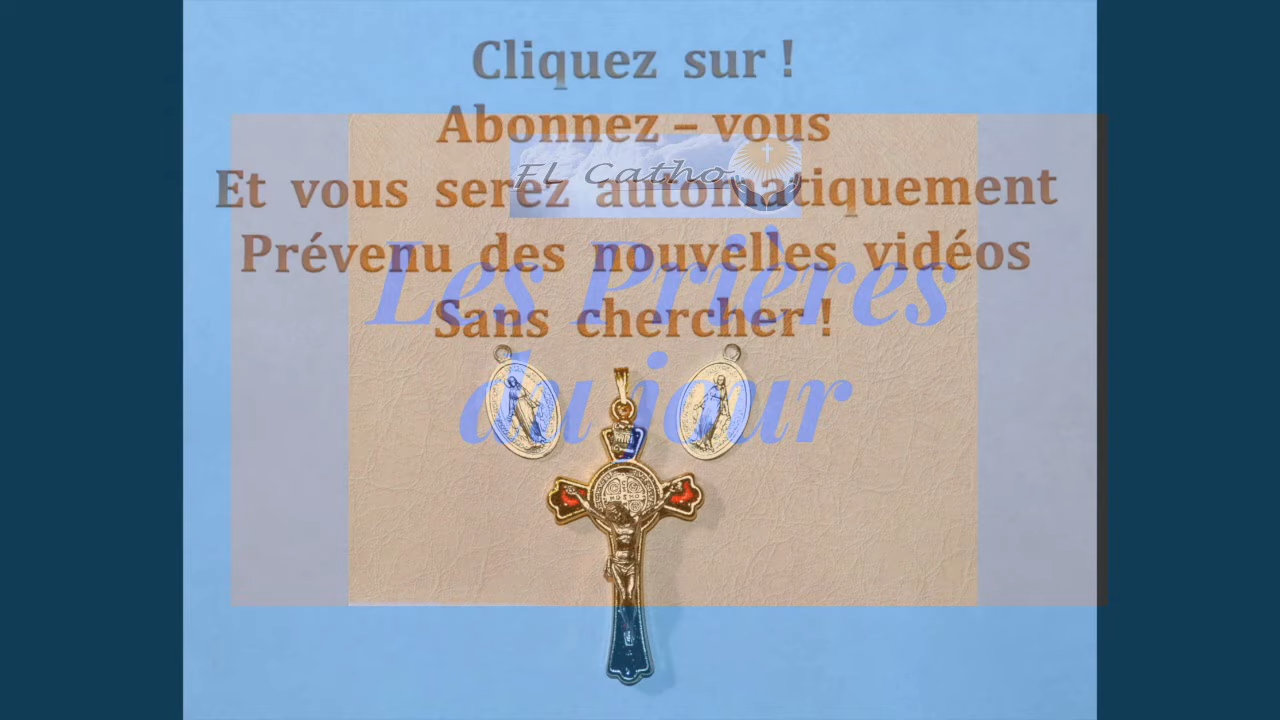 Cliquez sur !
Abonnez – vous
FL Catho
Et vous serez automatiquement
Prévenu des nouvelles vidéos
Les Prières
Sans chercher !
du jour